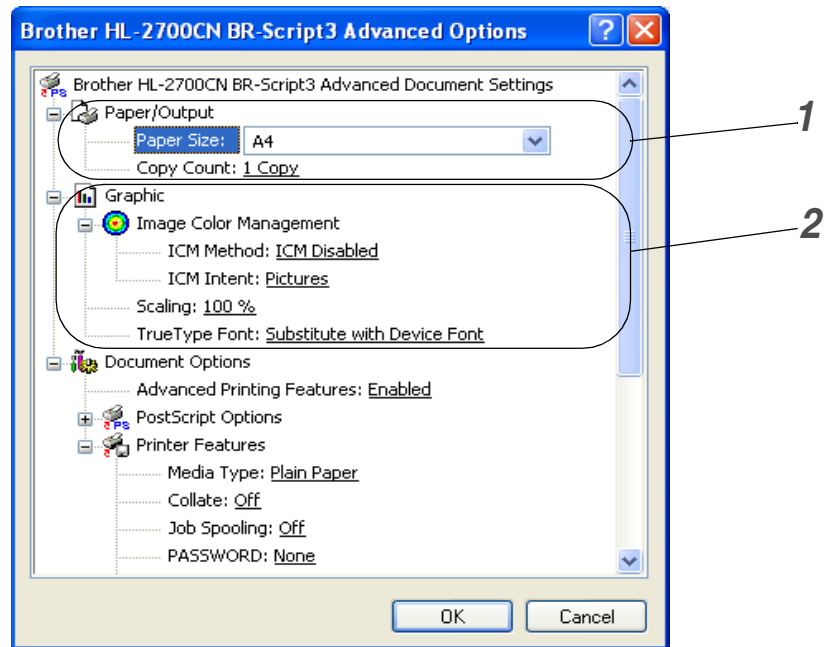 Brother HL-2700CN BR-Script3 Advanced Options
Brother HL-2700CN BR-Script3 Advanced Document Settings
Paper/Output
Paper Size: A4
Copy Count: 1 Copy
1
Graphic
Image Color Management
ICM Method: ICM Disabled
ICM Intent: Pictures
Scaling: 100 %
TrueType Font: Substitute with Device Font
2
Document Options
Advanced Printing Features: Enabled
PS PostScript Options
Printer Features
Media Type: Plain Paper
Collate: Off
Job Spooling: Off
PASSWORD: None
OK Cancel